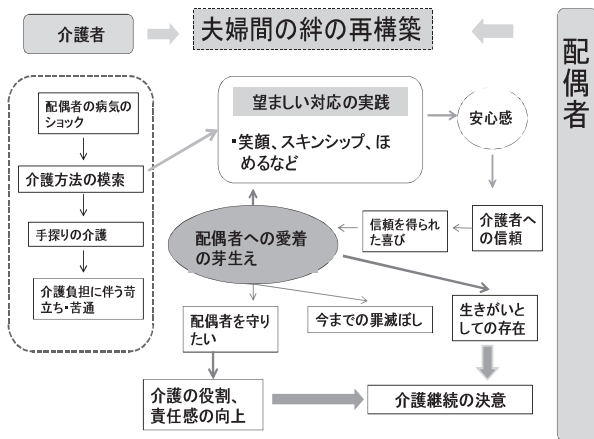 介護者
夫婦間の絆の再構築
配偶者
配偶者の病気の
ショック
介護方法の模索
手探りの介護
介護負担に伴う苛
立ち・苦通
望ましい対応の実践
・笑顔、スキンシップ、ほ
めるなど
安心感
介護者へ
の信頼
信頼を得られ
た喜び
配偶者への愛着
の芽生え
配偶者を守り
たい
今までの罪滅ぼし
生きがいと
しての存在
介護の役割、
責任感の向上
介護継続の決意